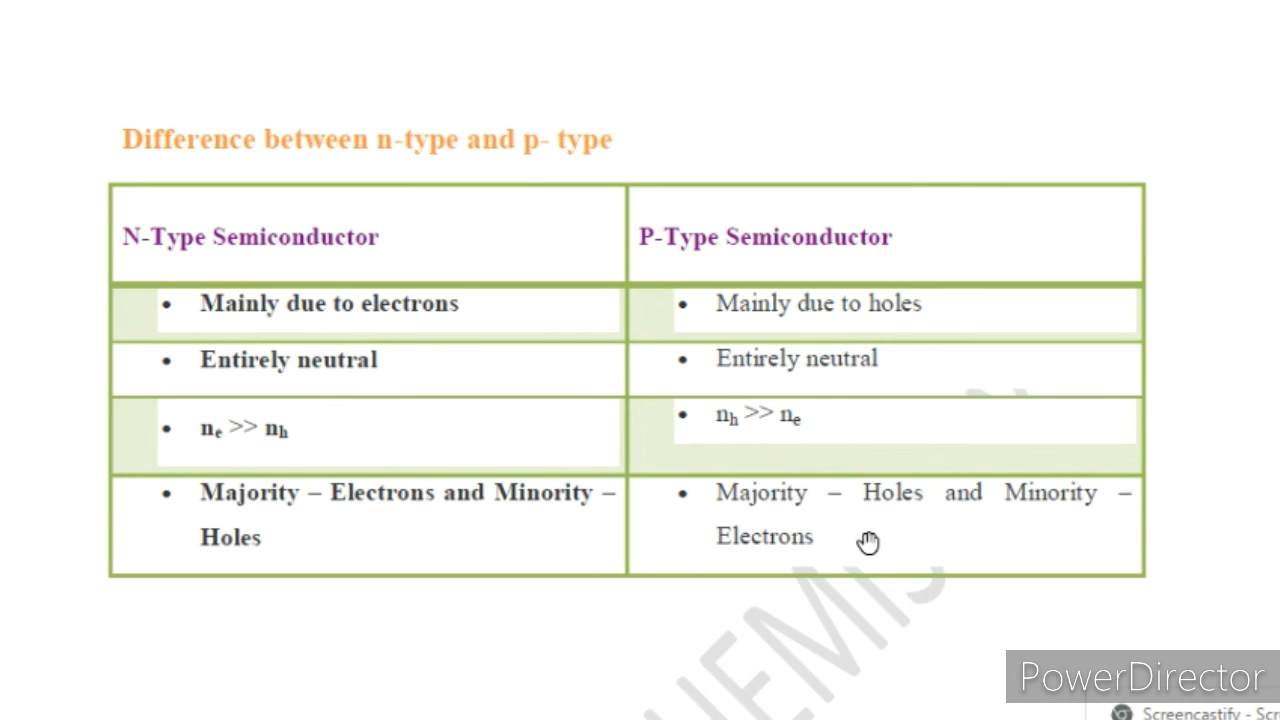 Difference between n-type and p- type
N-Type Semiconductor
P-Type Semiconductor
• Mainly due to electrons
• Mainly due to holes
• Entirely neutral
• Entirely neutral
• nₑ >> nₕ
• nₕ >> nₑ
• Majority – Electrons and Minority –
Holes
• Majority – Holes and Minority –
Electrons
PowerDirector
Screencastify - Scr